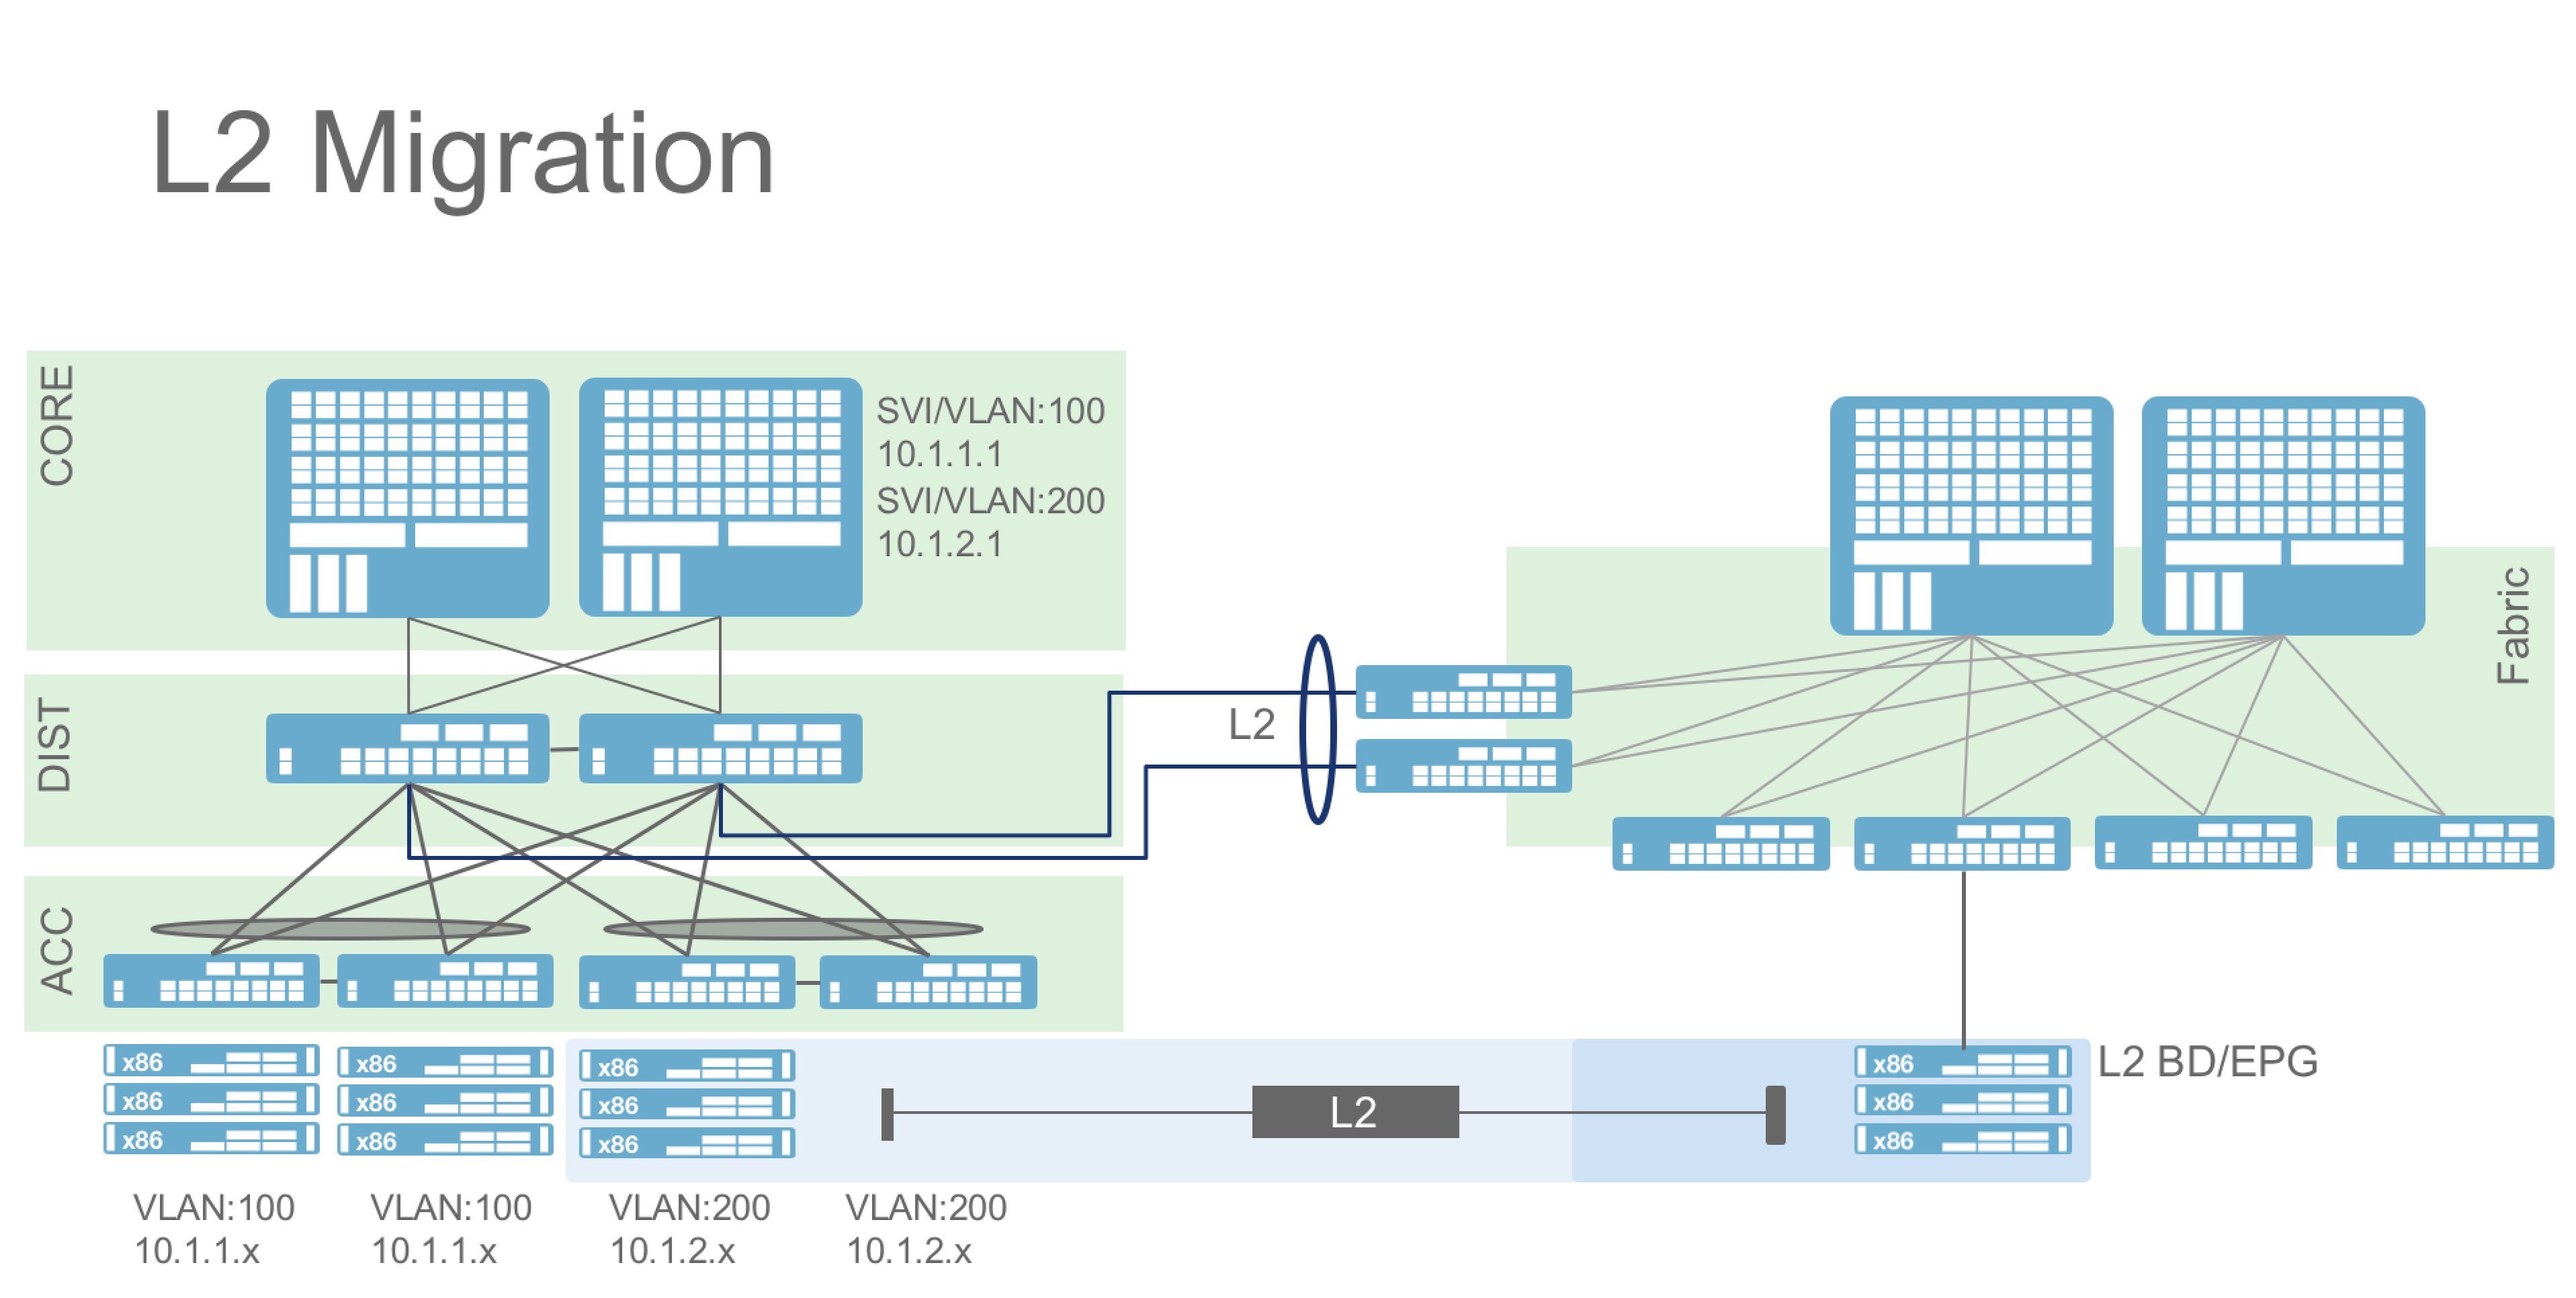 L2 Migration
CORE
SVI/VLAN:100
10.1.1.1
SVI/VLAN:200
10.1.2.1
Fabric
DIST
L2
ACC
x86
x86
x86
x86
x86
x86
x86
x86
x86
L2
x86
x86
x86
L2 BD/EPG
VLAN:100
10.1.1.x
VLAN:100
10.1.1.x
VLAN:200
10.1.2.x
VLAN:200
10.1.2.x